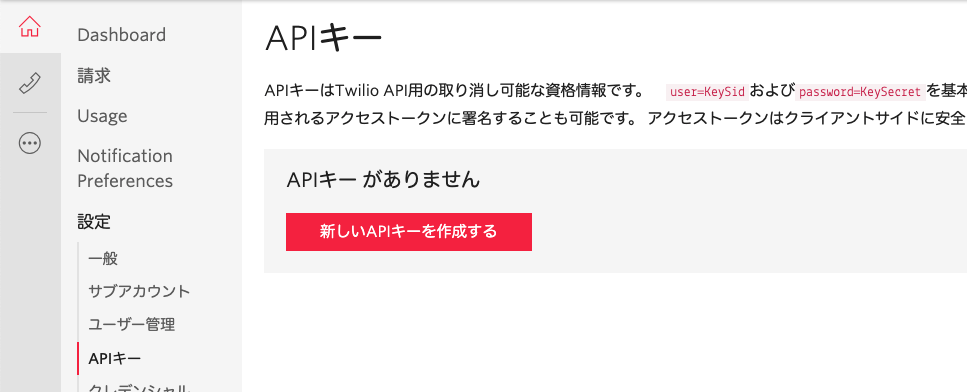 Dashboard
請求
Usage
Notification
Preferences
設定
一般
サブアカウント
ユーザー管理
APIキー
クレデンシャル
APIキー
APIキーはTwilio API用の取り消し可能な資格情報です。 user=KeySid および password=KeySecret を基本
用されるアクセストークンに署名することも可能です。 アクセストークンはクライアントサイドに安全
APIキー がありません
新しいAPIキーを作成する